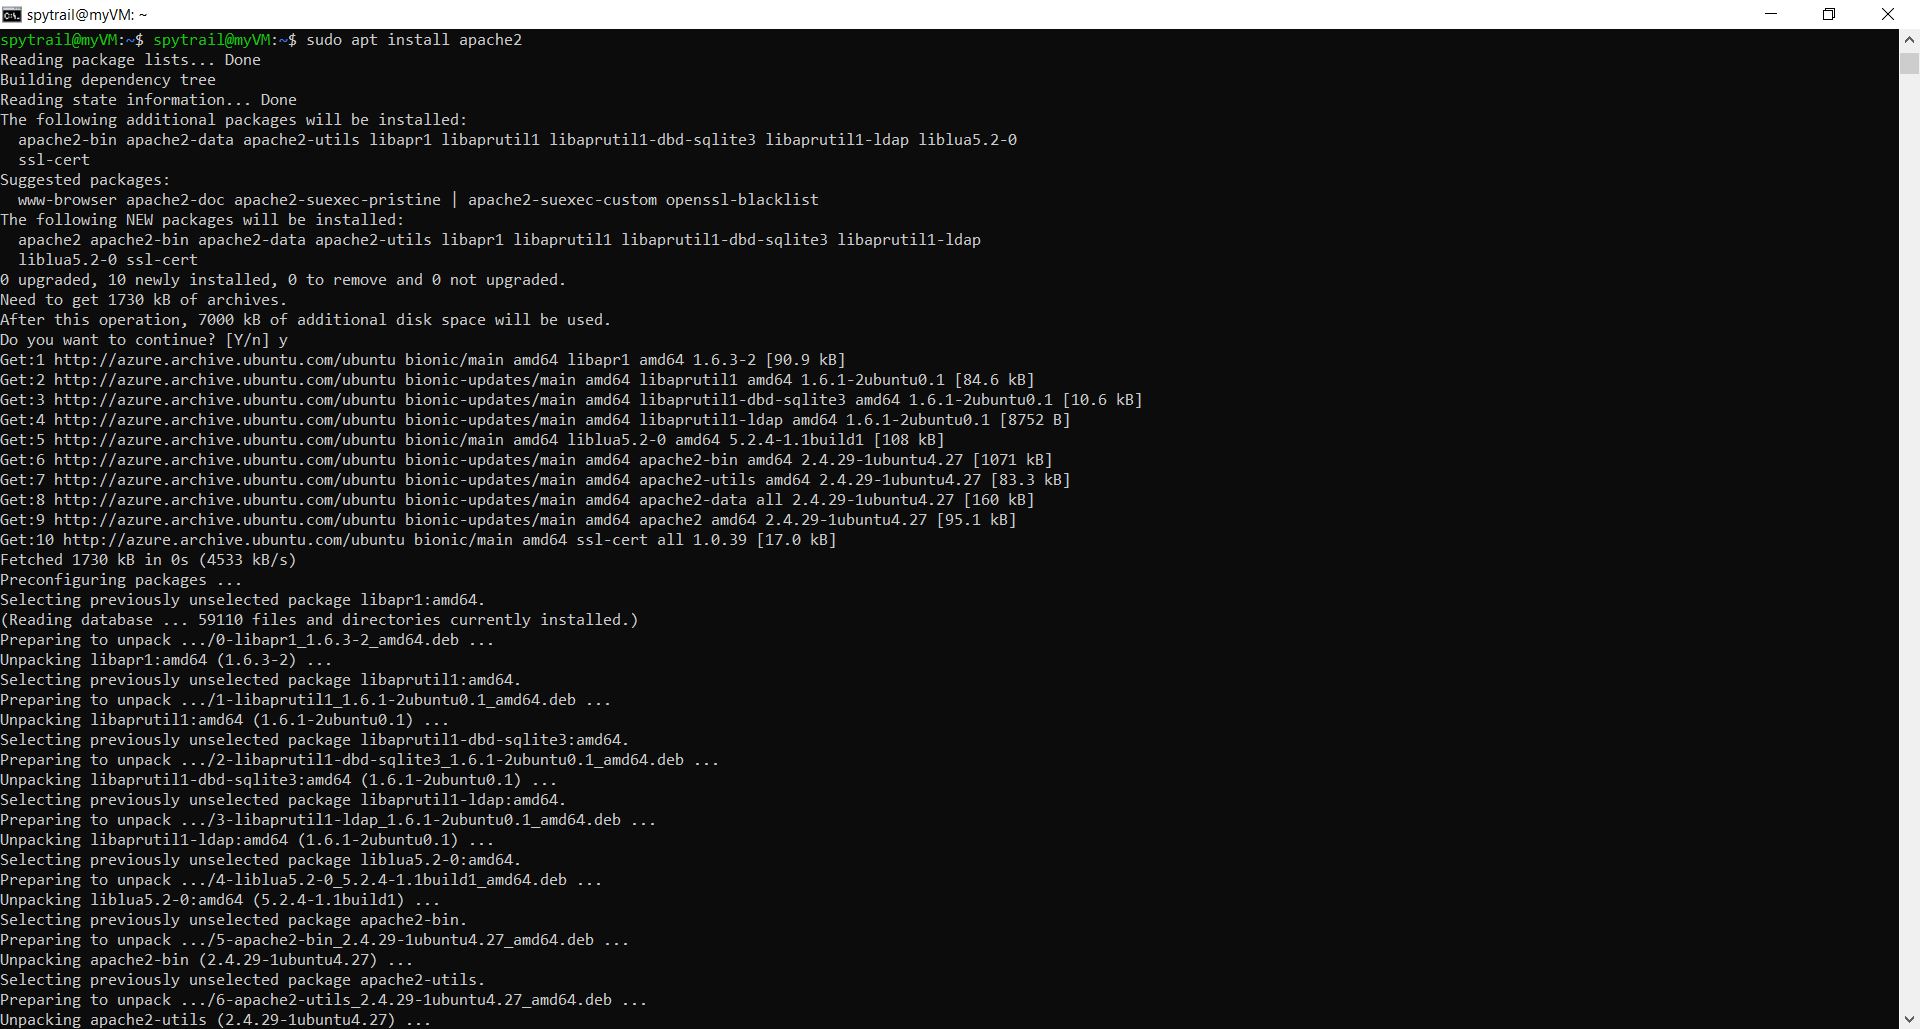 spytrail@myVM: ~
spytrail@myVM:~$ spytrail@myVM:~$ sudo apt install apache2
Reading package lists... Done
Building dependency tree
Reading state information... Done
The following additional packages will be installed:
  apache2-bin apache2-data apache2-utils libapr1 libaprutil1 libaprutil1-dbd-sqlite3 libaprutil1-ldap liblua5.2-0
  ssl-cert
Suggested packages:
  www-browser apache2-doc apache2-suexec-pristine | apache2-suexec-custom openssl-blacklist
The following NEW packages will be installed:
  apache2 apache2-bin apache2-data apache2-utils libapr1 libaprutil1 libaprutil1-dbd-sqlite3 libaprutil1-ldap
  liblua5.2-0 ssl-cert
0 upgraded, 10 newly installed, 0 to remove and 0 not upgraded.
Need to get 1730 kB of archives.
After this operation, 7000 kB of additional disk space will be used.
Do you want to continue? [Y/n] y
Get:1 http://azure.archive.ubuntu.com/ubuntu bionic/main amd64 libapr1 amd64 1.6.3-2 [90.9 kB]
Get:2 http://azure.archive.ubuntu.com/ubuntu bionic-updates/main amd64 libaprutil1 amd64 1.6.1-2ubuntu0.1 [84.6 kB]
Get:3 http://azure.archive.ubuntu.com/ubuntu bionic-updates/main amd64 libaprutil1-dbd-sqlite3 amd64 1.6.1-2ubuntu0.1 [10.6 kB]
Get:4 http://azure.archive.ubuntu.com/ubuntu bionic-updates/main amd64 libaprutil1-ldap amd64 1.6.1-2ubuntu0.1 [8752 B]
Get:5 http://azure.archive.ubuntu.com/ubuntu bionic/main amd64 liblua5.2-0 amd64 5.2.4-1.1build1 [108 kB]
Get:6 http://azure.archive.ubuntu.com/ubuntu bionic-updates/main amd64 apache2-bin amd64 2.4.29-1ubuntu4.27 [1071 kB]
Get:7 http://azure.archive.ubuntu.com/ubuntu bionic-updates/main amd64 apache2-utils amd64 2.4.29-1ubuntu4.27 [83.3 kB]
Get:8 http://azure.archive.ubuntu.com/ubuntu bionic-updates/main amd64 apache2-data all 2.4.29-1ubuntu4.27 [160 kB]
Get:9 http://azure.archive.ubuntu.com/ubuntu bionic-updates/main amd64 apache2 amd64 2.4.29-1ubuntu4.27 [95.1 kB]
Get:10 http://azure.archive.ubuntu.com/ubuntu bionic/main amd64 ssl-cert all 1.0.39 [17.0 kB]
Fetched 1730 kB in 0s (4533 kB/s)
Preconfiguring packages ...
Selecting previously unselected package libapr1:amd64.
(Reading database ... 59110 files and directories currently installed.)
Preparing to unpack .../0-libapr1_1.6.3-2_amd64.deb ...
Unpacking libapr1:amd64 (1.6.3-2) ...
Selecting previously unselected package libaprutil1:amd64.
Preparing to unpack .../1-libaprutil1_1.6.1-2ubuntu0.1_amd64.deb ...
Unpacking libaprutil1:amd64 (1.6.1-2ubuntu0.1) ...
Selecting previously unselected package libaprutil1-dbd-sqlite3:amd64.
Preparing to unpack .../2-libaprutil1-dbd-sqlite3_1.6.1-2ubuntu0.1_amd64.deb ...
Unpacking libaprutil1-dbd-sqlite3:amd64 (1.6.1-2ubuntu0.1) ...
Selecting previously unselected package libaprutil1-ldap:amd64.
Preparing to unpack .../3-libaprutil1-ldap_1.6.1-2ubuntu0.1_amd64.deb ...
Unpacking libaprutil1-ldap:amd64 (1.6.1-2ubuntu0.1) ...
Selecting previously unselected package liblua5.2-0:amd64.
Preparing to unpack .../4-liblua5.2-0_5.2.4-1.1build1_amd64.deb ...
Unpacking liblua5.2-0:amd64 (5.2.4-1.1build1) ...
Selecting previously unselected package apache2-bin.
Preparing to unpack .../5-apache2-bin_2.4.29-1ubuntu4.27_amd64.deb ...
Unpacking apache2-bin (2.4.29-1ubuntu4.27) ...
Selecting previously unselected package apache2-utils.
Preparing to unpack .../6-apache2-utils_2.4.29-1ubuntu4.27_amd64.deb ...
Unpacking apache2-utils (2.4.29-1ubuntu4.27) ...